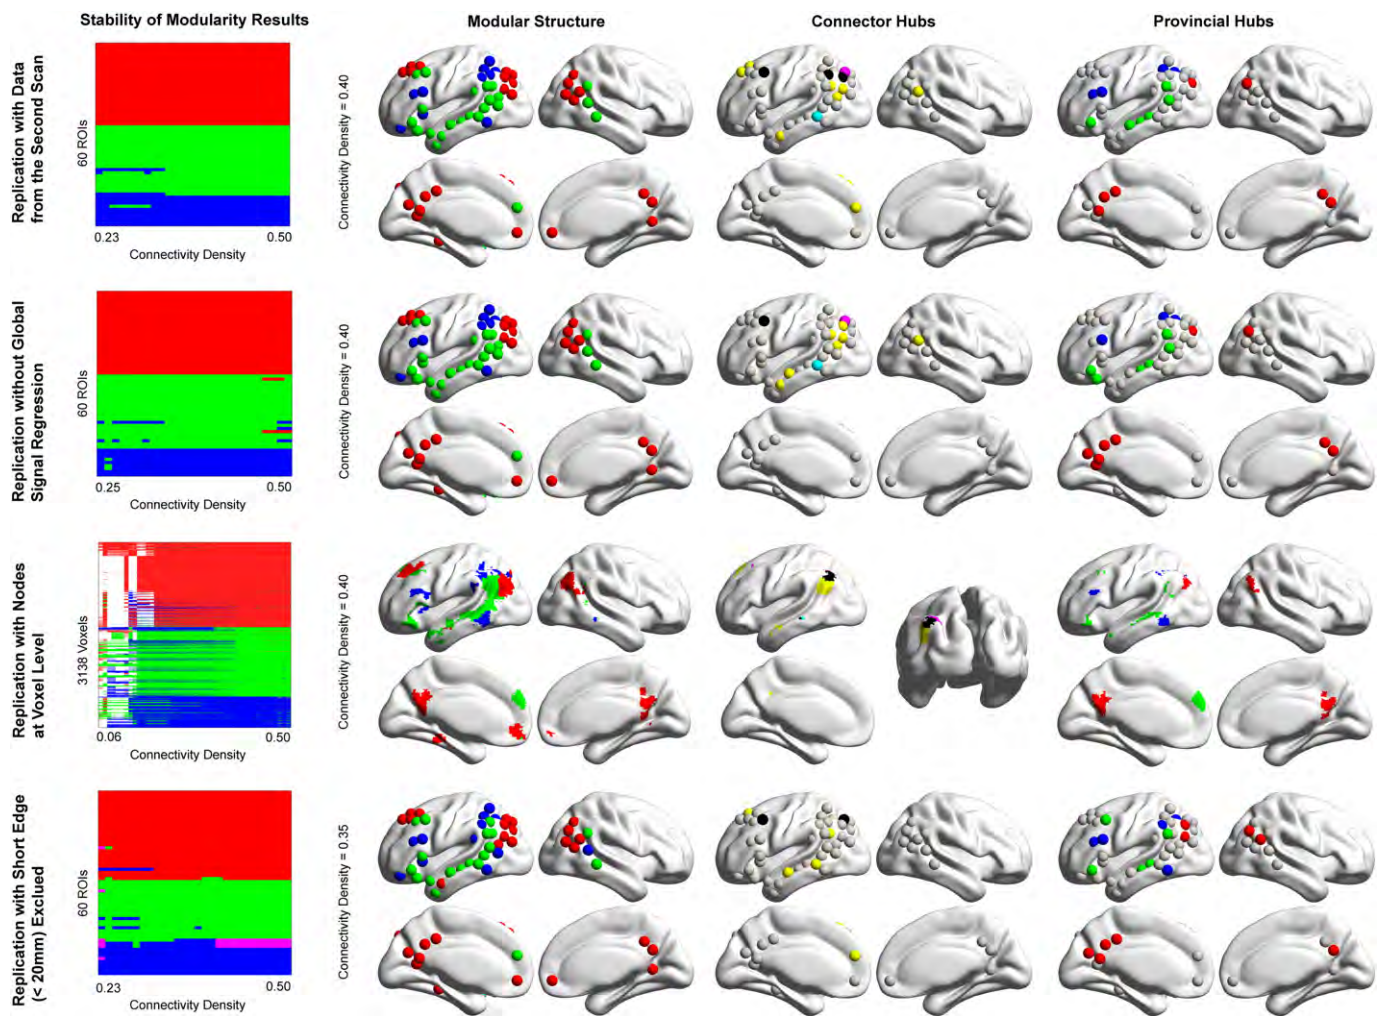 Stability of Modularity Results
Modular Structure
Connector Hubs
Provincial Hubs
Replication with Data
from the Second Scan
60 ROIs
0.23
0.50
Connectivity Density
Connectivity Density = 0.40
Replication without Global
Signal Regression
60 ROIs
0.25
0.50
Connectivity Density
Connectivity Density = 0.40
Replication with Nodes
at Voxel Level
3138 Voxels
0.06
0.50
Connectivity Density
Connectivity Density = 0.40
Replication with Short Edge
(< 20mm) Exclued
60 ROIs
0.23
0.50
Connectivity Density
Connectivity Density = 0.35